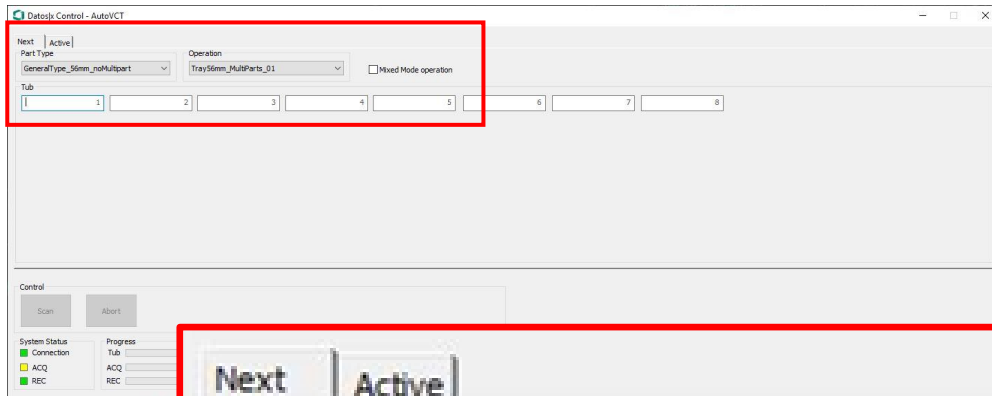 Datos|x Control - AutoVCT
Next Active
Part Type Operation
GeneralType_56mm_noMultipart Tray56mm_MultiParts_01 Mixed Mode operation
Tub
1 2 3 4 5 6 7 8
Control
Scan Abort
System Status Progress
Connection Tub
ACQ ACQ
REC REC
Next Active